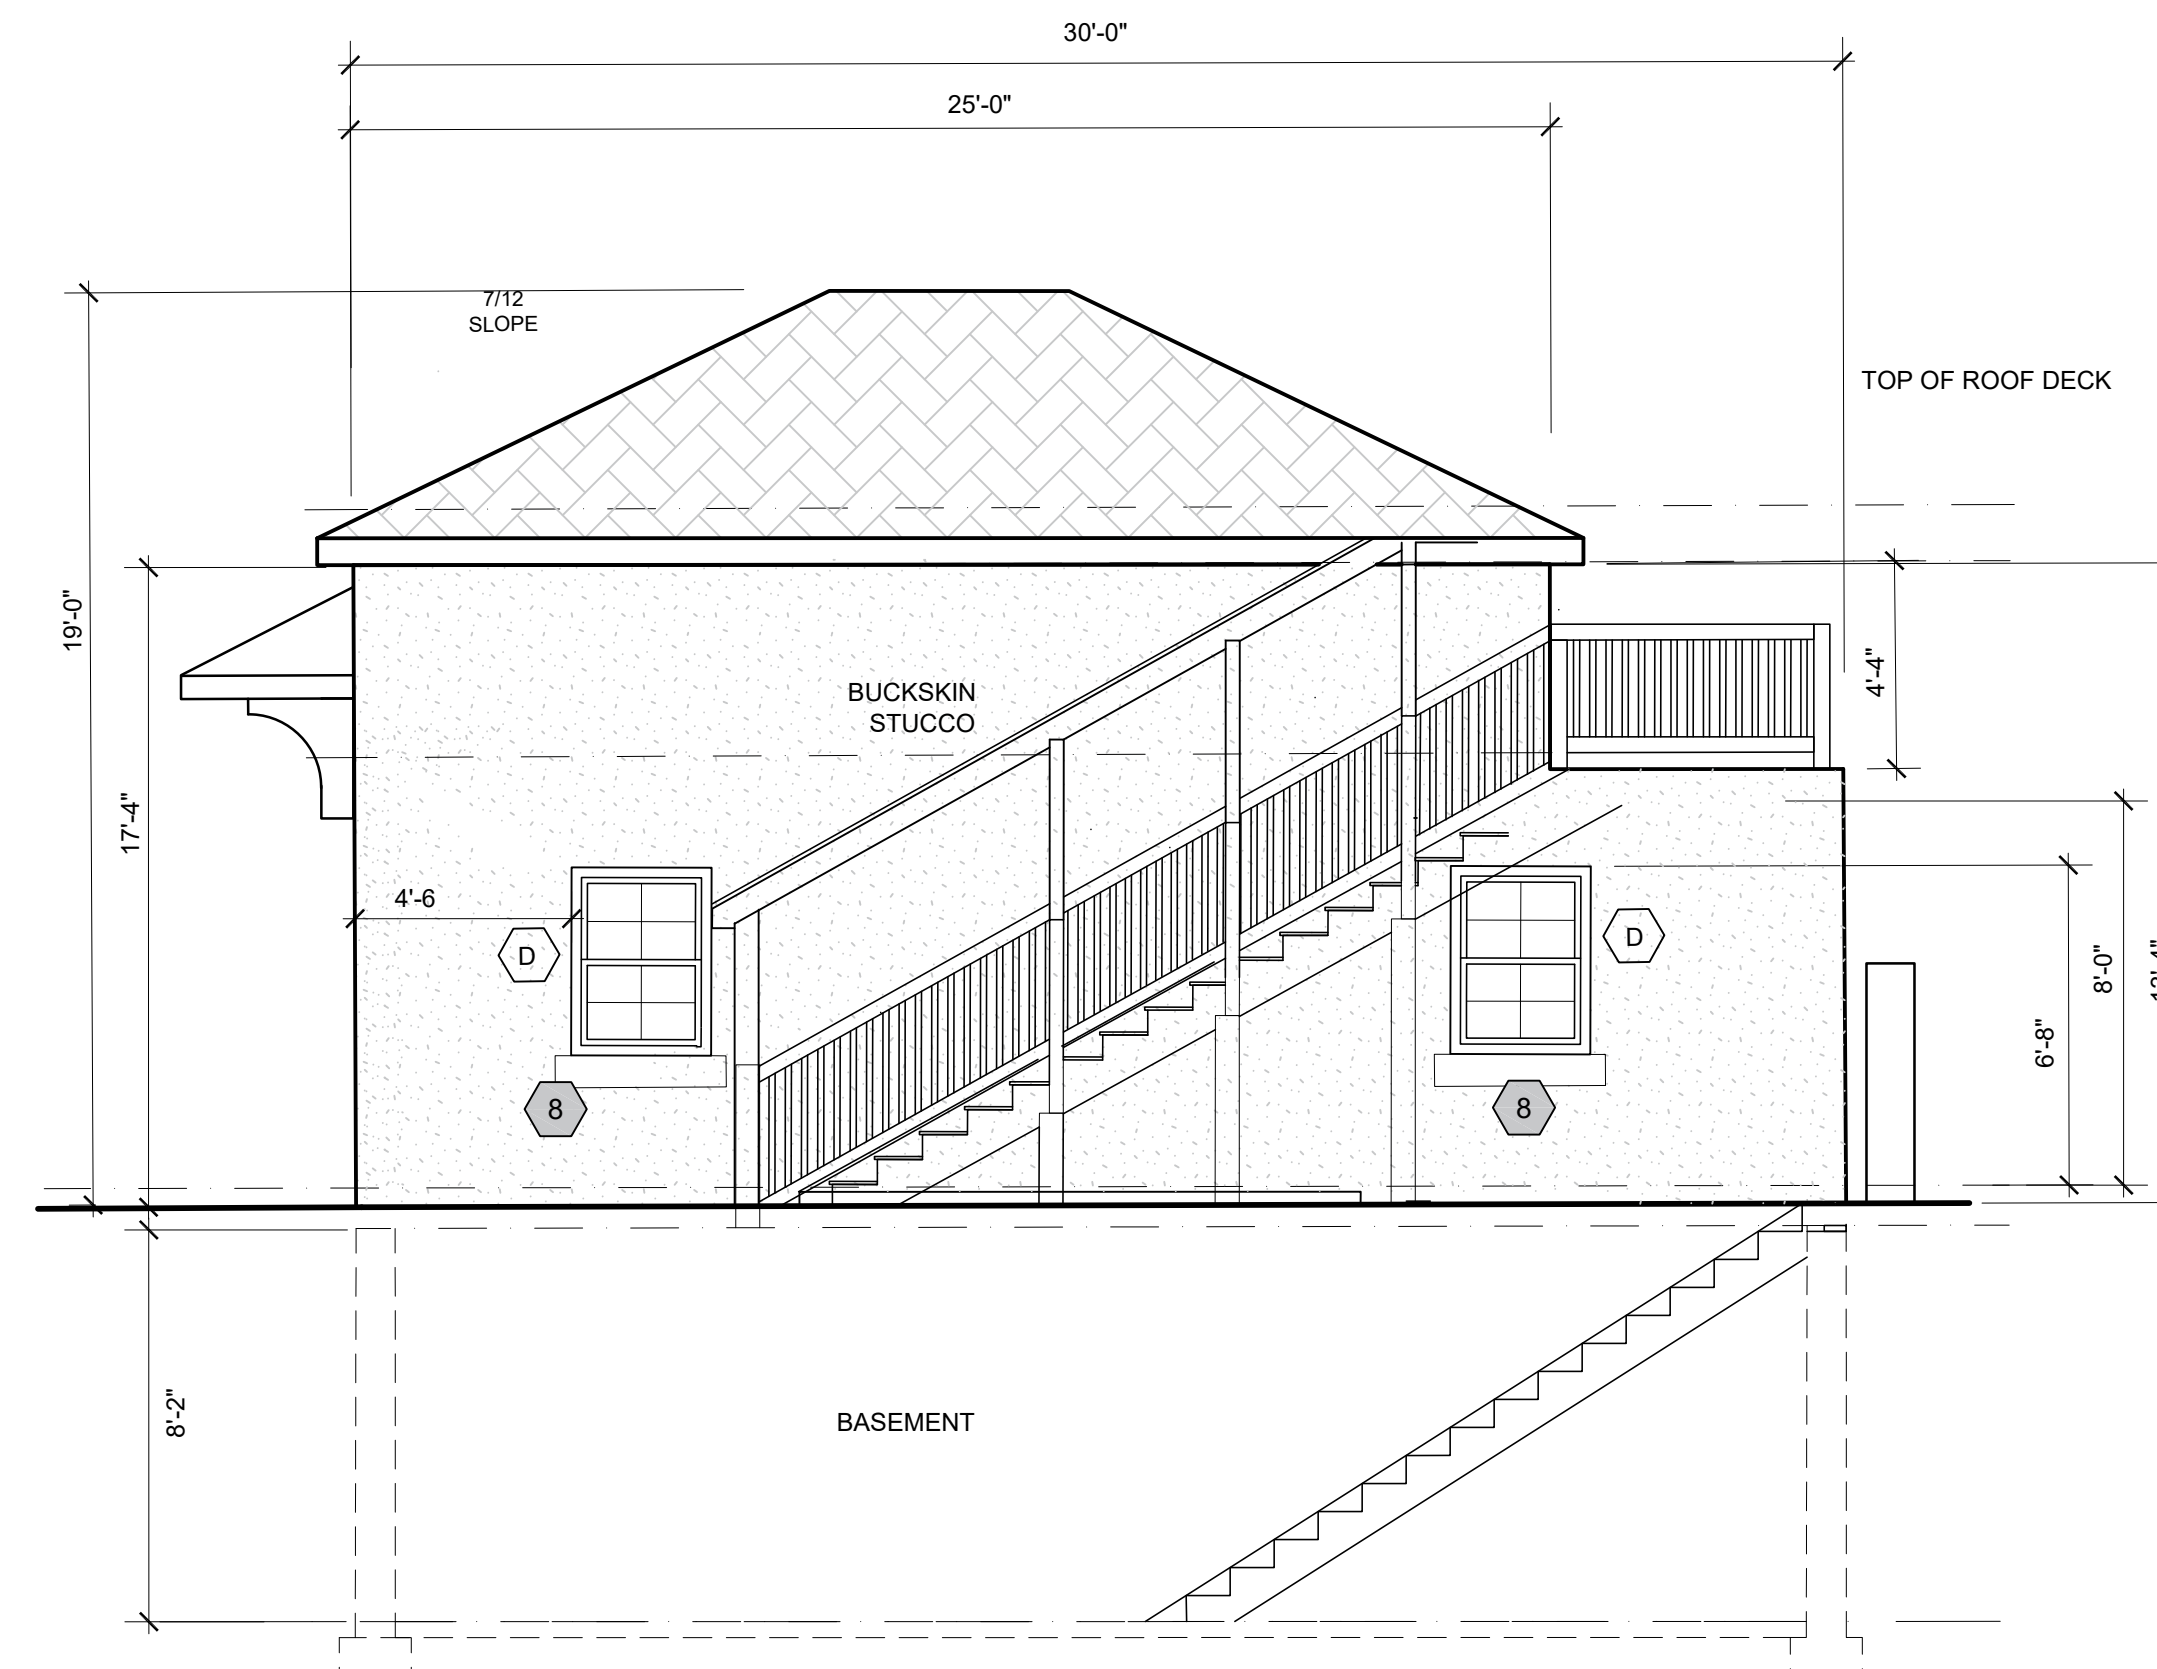 30'-0"
25'-0"
7/12
SLOPE
TOP OF ROOF DECK
19'-0"
BUCKSKIN
STUCCO
4'-4"
17'-4"
4'-6
D
D
8'-0"
6'-8"
8
8
8'-2"
BASEMENT